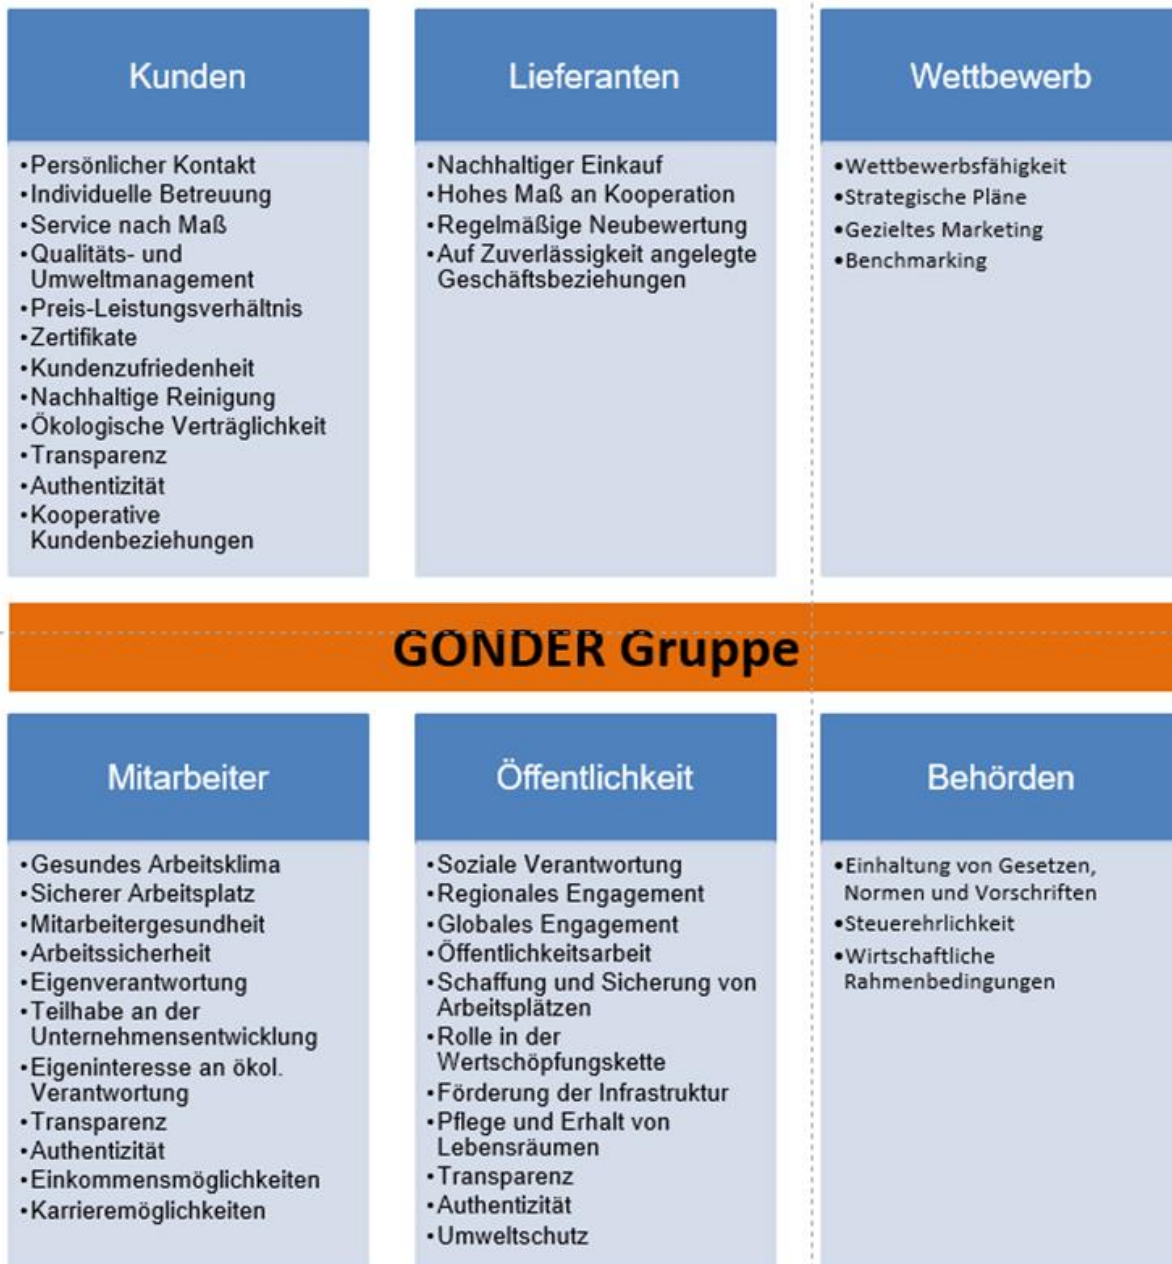 Kunden
•Persönlicher Kontakt
•Individuelle Betreuung
•Service nach Maß
•Qualitäts- und
Umweltmanagement
•Preis-Leistungsverhältnis
•Zertifikate
•Kundenzufriedenheit
•Nachhaltige Reinigung
•Ökologische Verträglichkeit
•Transparenz
•Authentizität
•Kooperative
Kundenbeziehungen
Lieferanten
•Nachhaltiger Einkauf
•Hohes Maß an Kooperation
•Regelmäßige Neubewertung
•Auf Zuverlässigkeit angelegte
Geschäftsbeziehungen
Wettbewerb
•Wettbewerbsfähigkeit
•Strategische Pläne
•Gezieltes Marketing
•Benchmarking
GONDER Gruppe
Mitarbeiter
•Gesundes Arbeitsklima
•Sicherer Arbeitsplatz
•Mitarbeitergesundheit
•Arbeitssicherheit
•Eigenverantwortung
•Teilhabe an der
Unternehmensentwicklung
•Eigeninteresse an ökol.
Verantwortung
•Transparenz
•Authentizität
•Einkommensmöglichkeiten
•Karrieremöglichkeiten
Öffentlichkeit
•Soziale Verantwortung
•Regionales Engagement
•Globales Engagement
•Öffentlichkeitsarbeit
•Schaffung und Sicherung von
Arbeitsplätzen
•Rolle in der
Wertschöpfungskette
•Förderung der Infrastruktur
•Pflege und Erhalt von
Lebensräumen
•Transparenz
•Authentizität
•Umweltschutz
Behörden
•Einhaltung von Gesetzen,
Normen und Vorschriften
•Steuerehrlichkeit
•Wirtschaftliche
Rahmenbedingungen